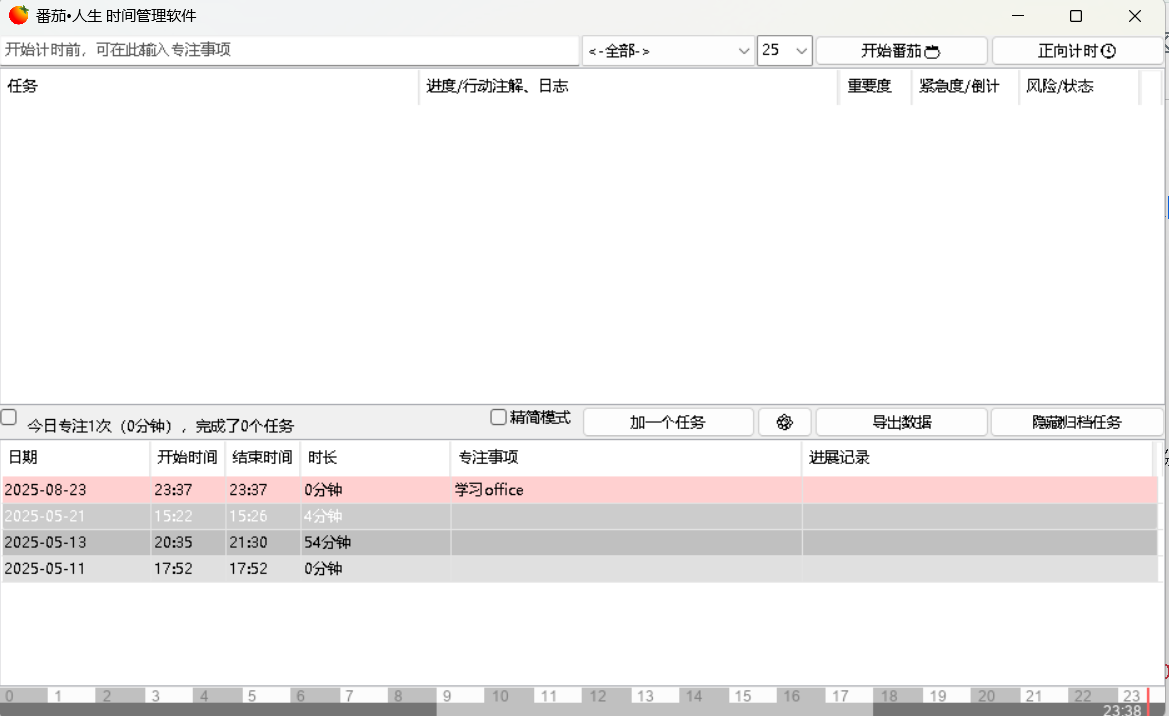 番茄•人生 时间管理软件
开始计时前，可在此输入专注事项 <-全部-> 25 开始番茄 正向计时
任务 进度/行动注解、日志 重要度 紧急度/倒计 风险/状态
今日专注1次（0分钟），完成了0个任务 精简模式 加一个任务 导出数据 隐藏归档任务
日期 开始时间 结束时间 时长 专注事项 进展记录
2025-08-23 23:37 23:37 0分钟 学习office
2025-05-21 15:22 15:26 4分钟
2025-05-13 20:35 21:30 54分钟
2025-05-11 17:52 17:52 0分钟
0 1 2 3 4 5 6 7 8 9 10 11 12 13 14 15 16 17 18 19 20 21 22 23
23:38